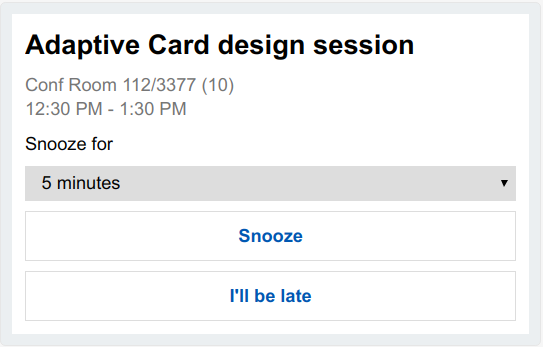 Adaptive Card design session
Conf Room 112/3377 (10)
12:30 PM - 1:30 PM
Snooze for
5 minutes
Snooze
I'll be late